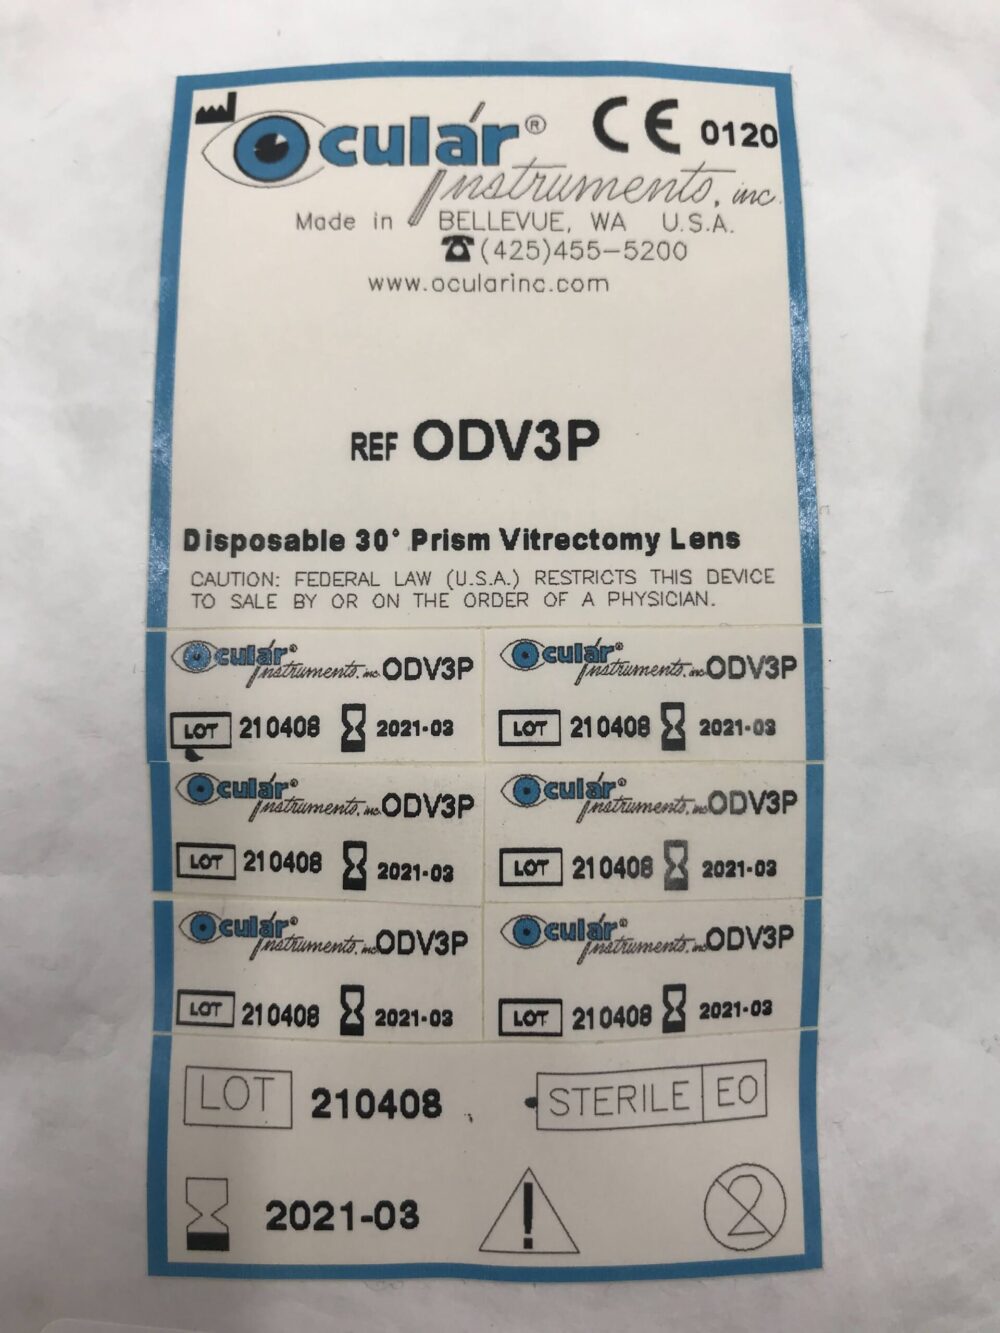 Ocular® CE 0120
Instruments, inc.
Made in BELLEVUE, WA U.S.A.
(425)455-5200
www.ocularinc.com
REF ODV3P
Disposable 30° Prism Vitrectomy Lens
CAUTION: FEDERAL LAW (U.S.A.) RESTRICTS THIS DEVICE
TO SALE BY OR ON THE ORDER OF A PHYSICIAN.
Ocular® Instruments, inc. ODV3P
LOT 210408 2021-03
Ocular® Instruments, inc. ODV3P
LOT 210408 2021-03
Ocular® Instruments, inc. ODV3P
LOT 210408 2021-03
Ocular® Instruments, inc. ODV3P
LOT 210408 2021-03
Ocular® Instruments, inc. ODV3P
LOT 210408 2021-03
Ocular® Instruments, inc. ODV3P
LOT 210408 2021-03
LOT 210408 STERILE EO
2021-03 ! 2